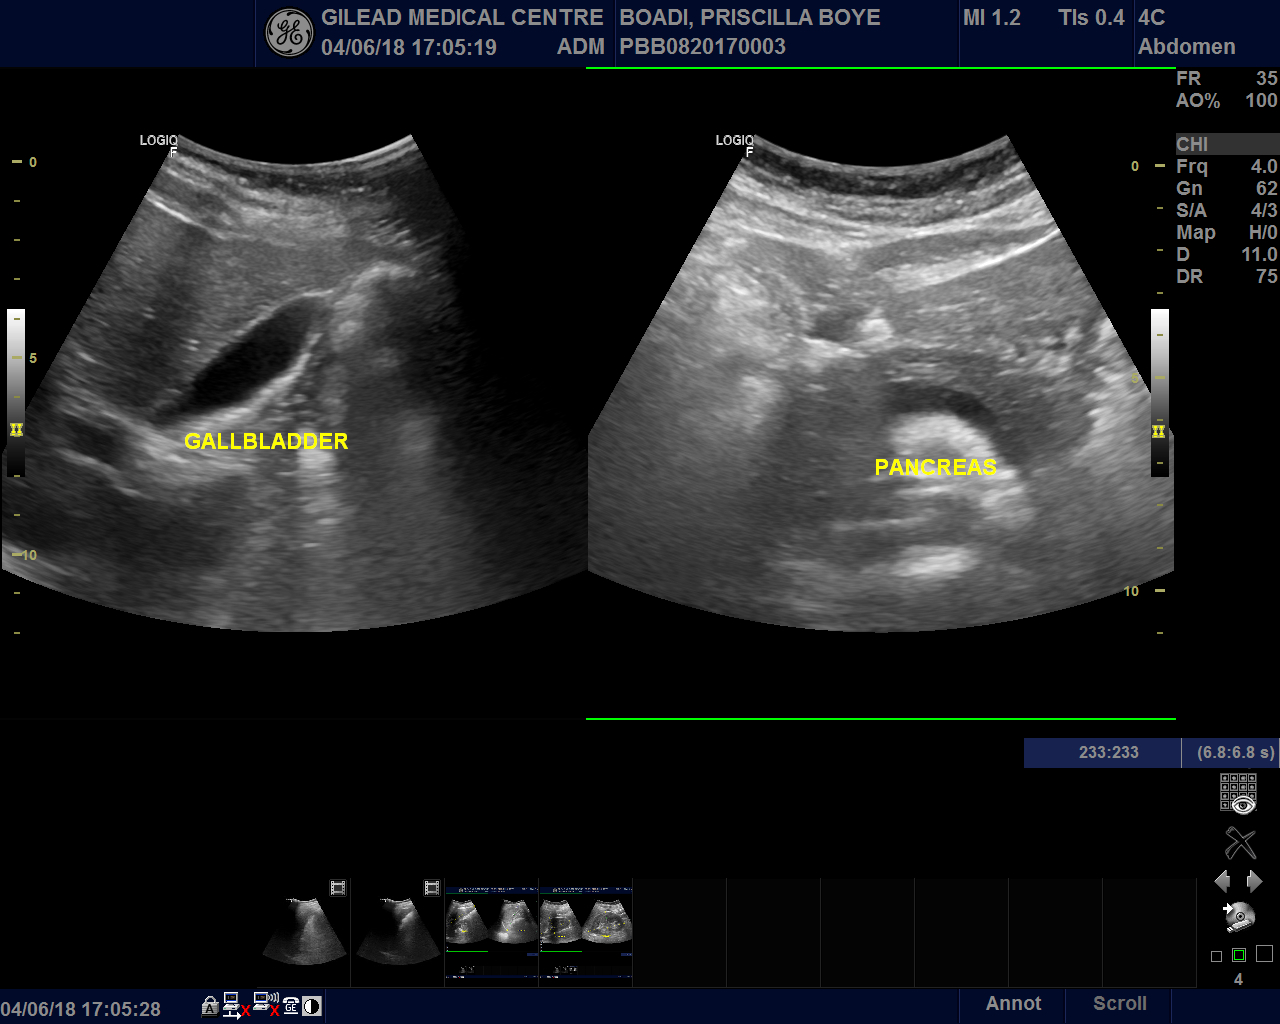 GILEAD MEDICAL CENTRE
04/06/18 17:05:19 ADM
BOADI, PRISCILLA BOYE
PBB0820170003
MI 1.2 TIs 0.4
4C
Abdomen
FR 35
AO% 100
CHI
Frq 4.0
Gn 62
S/A 4/3
Map H/0
D 11.0
DR 75
LOGIQ
F
0
5
10
GALLBLADDER
LOGIQ
F
0
5
10
PANCREAS
233:233 (6.8:6.8 s)
4
04/06/18 17:05:28
A
GE
Annot
Scroll